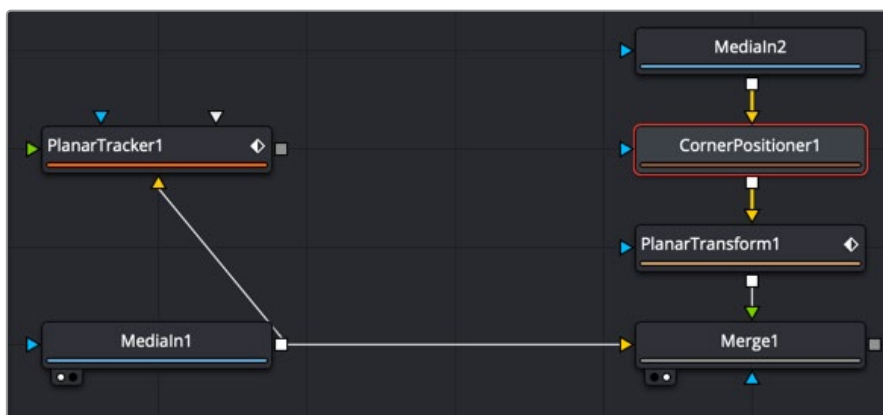 MediaIn2
PlanarTracker1
CornerPositioner1
PlanarTransform1
MediaIn1
Merge1